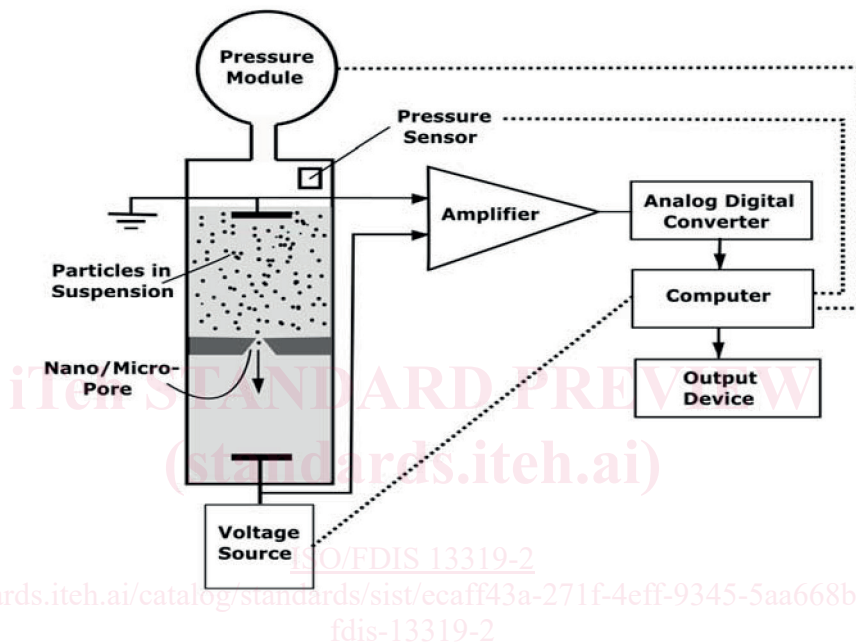 Pressure
Module
Pressure
Sensor
Amplifier
Analog Digital
Converter
Particles in
Suspension
Computer
Nano/Micro-
Pore
Output
Device
iTeh STANDARD PREVIEW
(standards.iteh.ai)
Voltage
Source
ISO/FDIS 13319-2
rds.iteh.ai/catalog/standards/sist/ecaff43a-271f-4eff-9345-5aa668b
fdis-13319-2